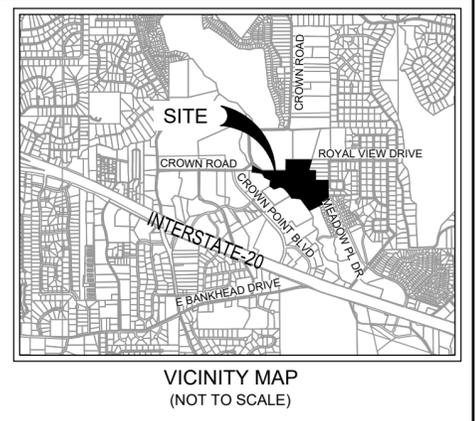 CROWN ROAD
SITE
ROYAL VIEW DRIVE
CROWN ROAD
CROWN POINT BLVD
MEADOW PL DR
INTERSTATE-20
E BANKHEAD DRIVE
VICINITY MAP
(NOT TO SCALE)